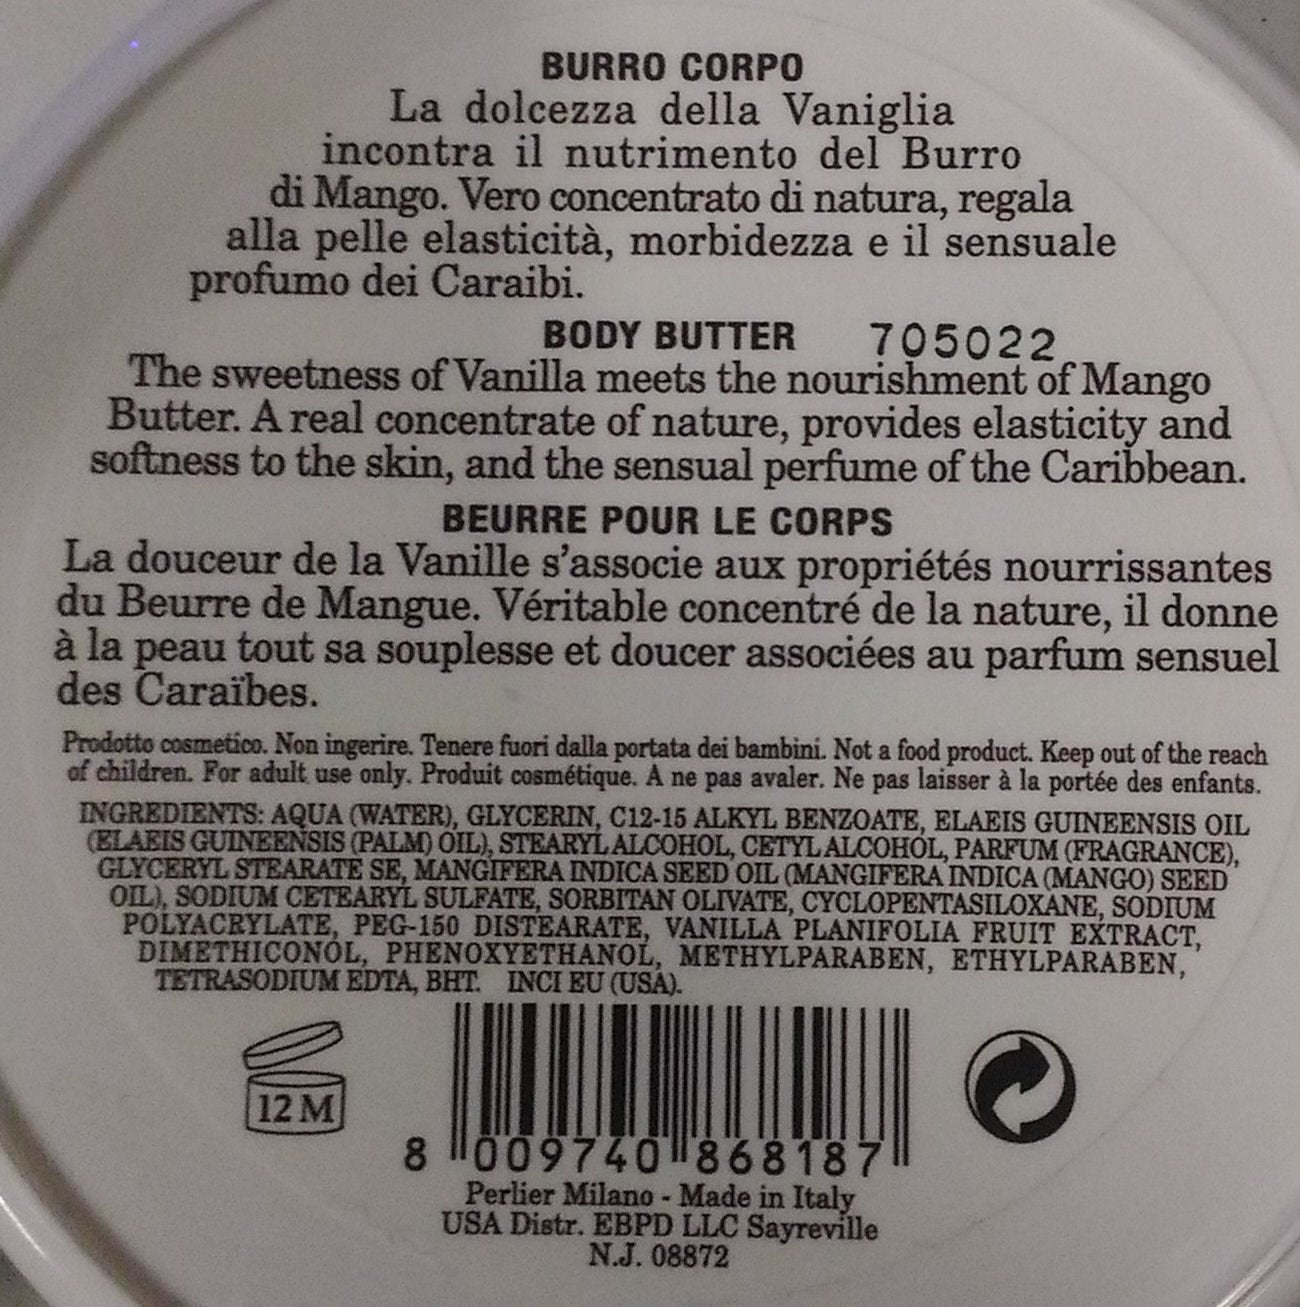 BURRO CORPO
La dolcezza della Vaniglia
incontra il nutrimento del Burro
di Mango. Vero concentrato di natura, regala
alla pelle elasticità, morbidezza e il sensuale
profumo dei Caraibi.
BODY BUTTER 705022
The sweetness of Vanilla meets the nourishment of Mango
Butter. A real concentrate of nature, provides elasticity and
softness to the skin, and the sensual perfume of the Caribbean.
BEURRE POUR LE CORPS
La douceur de la Vanille s'associe aux propriétés nourrissantes
du Beurre de Mangue. Véritable concentré de la nature, il donne
à la peau tout sa souplesse et doucer associées au parfum sensuel
des Caraïbes.
Prodotto cosmetico. Non ingerire. Tenere fuori dalla portata dei bambini. Not a food product. Keep out of the reach
of children. For adult use only. Produit cosmétique. A ne pas avaler. Ne pas laisser à la portée des enfants.
INGREDIENTS: AQUA (WATER), GLYCERIN, C12-15 ALKYL BENZOATE, ELAEIS GUINEENSIS OIL
(ELAEIS GUINEENSIS (PALM) OIL), STEARYL ALCOHOL, CETYL ALCOHOL, PARFUM (FRAGRANCE),
GLYCERYL STEARATE SE, MANGIFERA INDICA SEED OIL (MANGIFERA INDICA (MANGO) SEED
OIL), SODIUM CETEARYL SULFATE, SORBITAN OLIVATE, CYCLOPENTASILOXANE, SODIUM
POLYACRYLATE, PEG-150 DISTEARATE, VANILLA PLANIFOLIA FRUIT EXTRACT,
DIMETHICONOL, PHENOXYETHANOL, METHYLPARABEN, ETHYLPARABEN,
TETRASODIUM EDTA, BHT. INCI EU (USA).
12 M
8 009740 868187
Perlier Milano - Made in Italy
USA Distr. EBPD LLC Sayreville
N.J. 08872